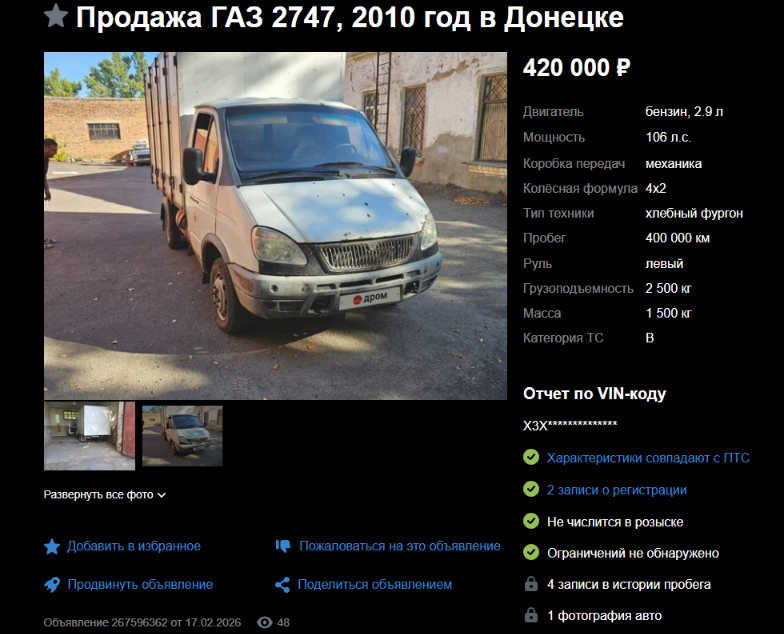 Продажа ГАЗ 2747, 2010 год в Донецке
420 000 ₽
Двигатель бензин, 2.9 л
Мощность 106 л.с.
Коробка передач механика
Колёсная формула 4x2
Тип техники хлебный фургон
Пробег 400 000 км
Руль левый
Грузоподъемность 2 500 кг
Масса 1 500 кг
Категория ТС B
дром
Отчет по VIN-коду
X3X**************
Характеристики совпадают с ПТС
2 записи о регистрации
Не числится в розыске
Ограничений не обнаружено
4 записи в истории пробега
1 фотография авто
Развернуть все фото
Добавить в избранное
Пожаловаться на это объявление
Продвинуть объявление
Поделиться объявлением
Объявление 267596362 от 17.02.2026 48